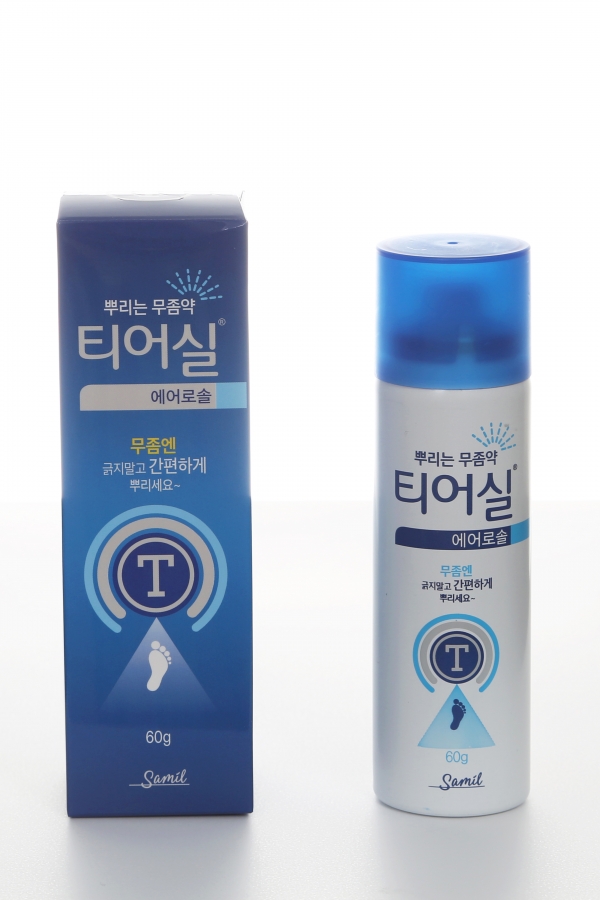 뿌리는 무좀약
티어실®
에어로솔
무좀엔
긁지말고 간편하게
뿌리세요~
T
60g
Samil
뿌리는 무좀약
티어실®
에어로솔
무좀엔
긁지말고 간편하게
뿌리세요~
T
60g
Samil